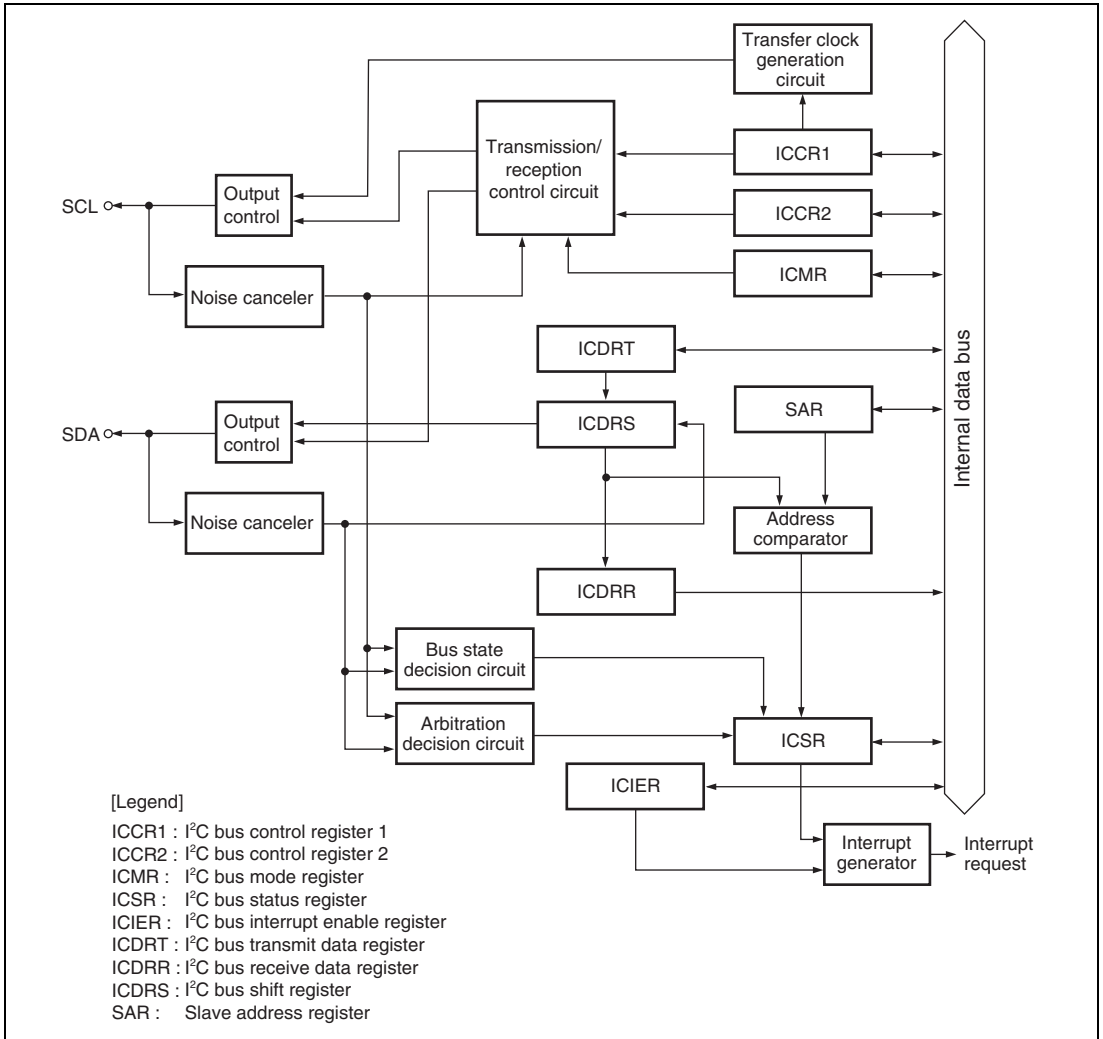 Transfer clock
generation
circuit
Transmission/
reception
control circuit
ICCR1
SCL
Output
control
ICCR2
ICMR
Noise canceler
ICDRT
Internal data bus
SAR
SDA
Output
control
ICDRS
Noise canceler
Address
comparator
ICDRR
Bus state
decision circuit
Arbitration
decision circuit
ICSR
ICIER
Interrupt
generator
Interrupt
request
[Legend]
ICCR1 : I²C bus control register 1
ICCR2 : I²C bus control register 2
ICMR : I²C bus mode register
ICSR : I²C bus status register
ICIER : I²C bus interrupt enable register
ICDRT : I²C bus transmit data register
ICDRR : I²C bus receive data register
ICDRS : I²C bus shift register
SAR : Slave address register